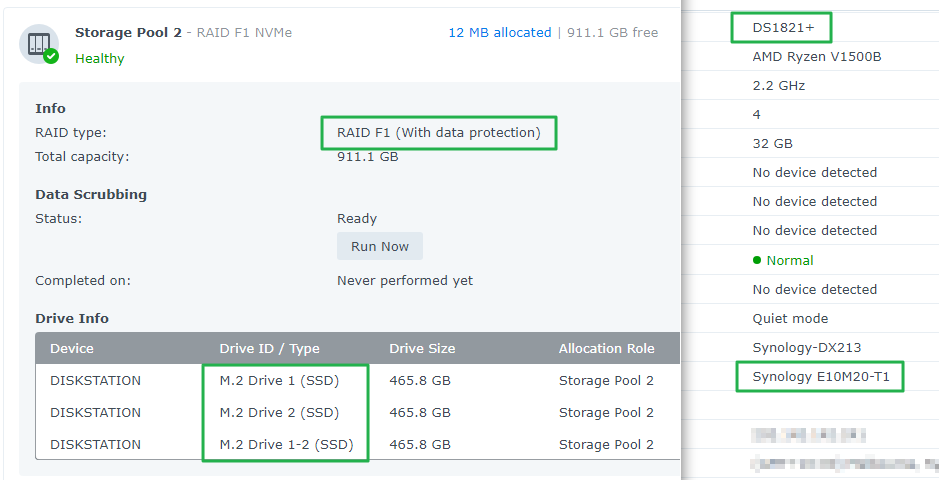 Storage Pool 2 - RAID F1 NVMe
12 MB allocated | 911.1 GB free
Healthy
Info
RAID type: RAID F1 (With data protection)
Total capacity: 911.1 GB
Data Scrubbing
Status: Ready
Run Now
Completed on: Never performed yet
Drive Info
Device Drive ID / Type Drive Size Allocation Role
DISKSTATION M.2 Drive 1 (SSD) 465.8 GB Storage Pool 2
DISKSTATION M.2 Drive 2 (SSD) 465.8 GB Storage Pool 2
DISKSTATION M.2 Drive 1-2 (SSD) 465.8 GB Storage Pool 2
DS1821+
AMD Ryzen V1500B
2.2 GHz
4
32 GB
No device detected
No device detected
No device detected
Normal
No device detected
Quiet mode
Synology-DX213
Synology E10M20-T1